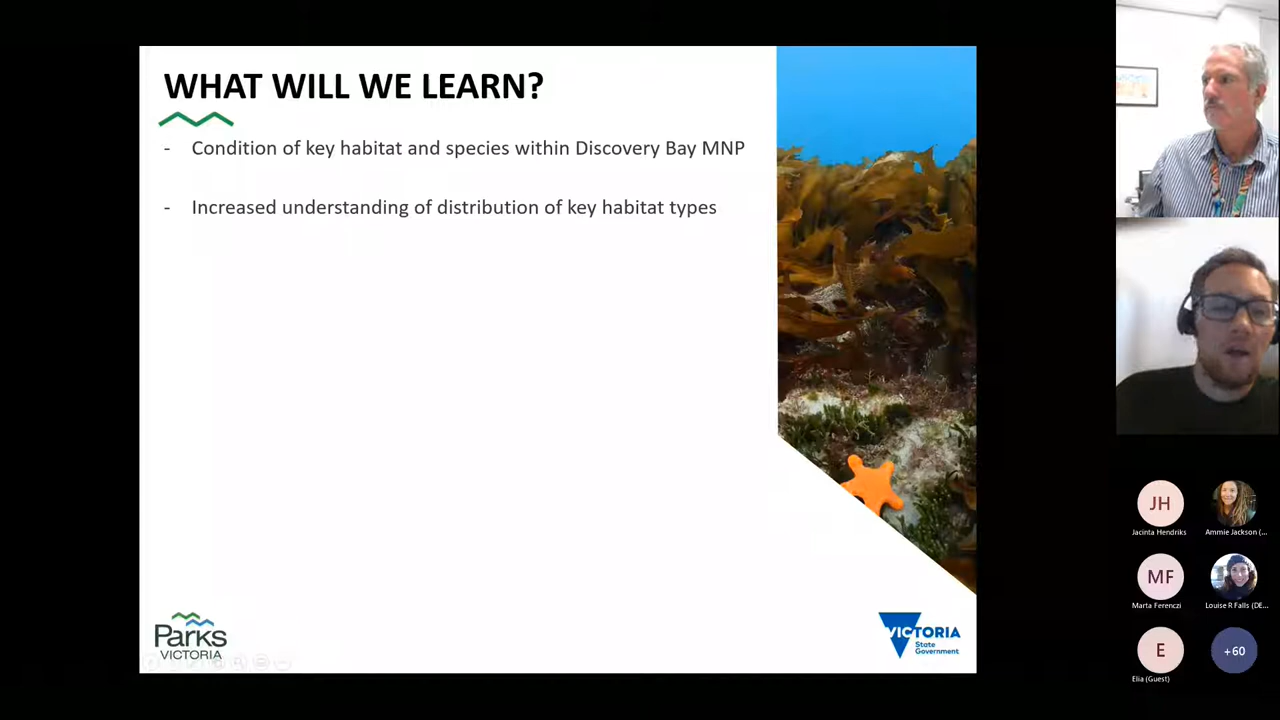 WHAT WILL WE LEARN?
- Condition of key habitat and species within Discovery Bay MNP
- Increased understanding of distribution of key habitat types
Parks
VICTORIA
VICTORIA
State
Government
JH
Jacinta Hendriks
Ammie Jackson (...
MF
Marta Ferenczi
Louise R Falls (DE...
E
Elia (Guest)
+60